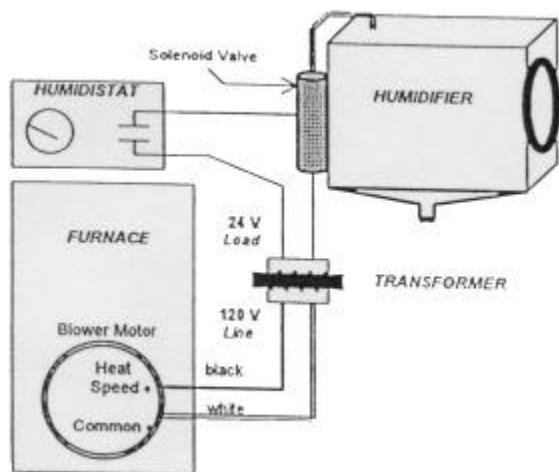 Solenoid Valve
HUMIDISTAT
HUMIDIFIER
FURNACE
24 V.
Load
TRANSFORMER
120 V.
Line
Blower Motor
Heat
Speed
black
white
Common